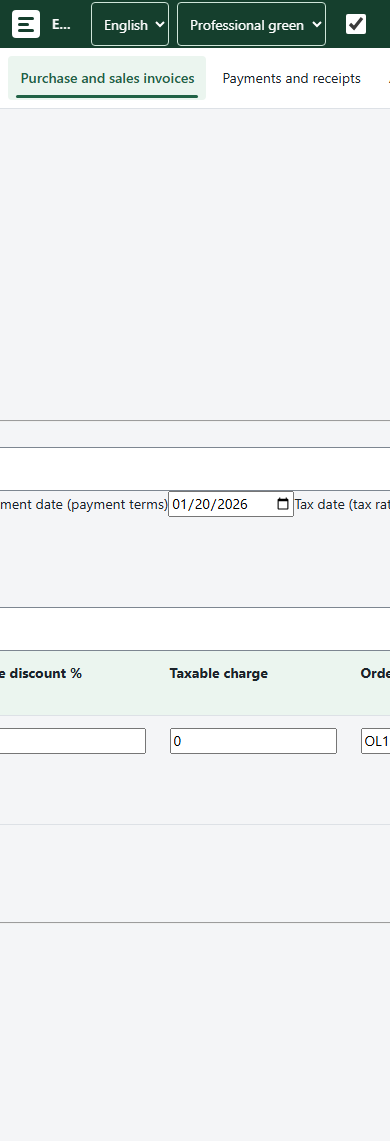 E...
English
Professional green
Purchase and sales invoices
Payments and receipts
ment date (payment terms)
01/20/2026
Tax date (tax rat
e discount %
Taxable charge
Orde
0
OL1